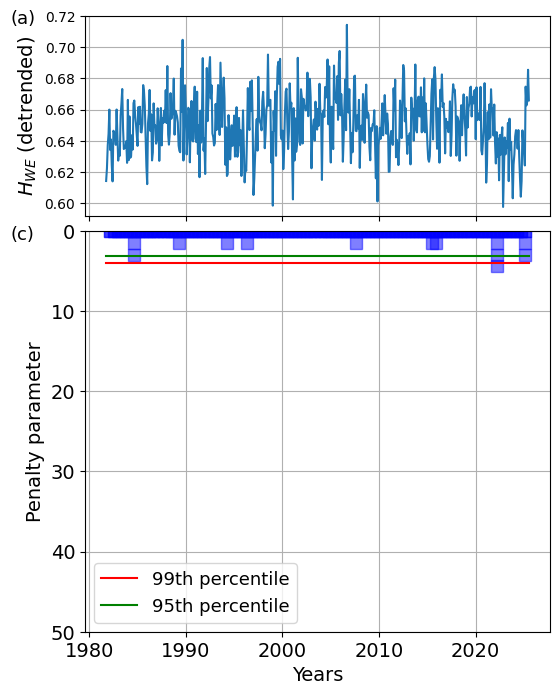 (a)
0.72
0.70
0.68
0.66
0.64
0.62
0.60
H_WE (detrended)
(c)
0
10
20
30
40
50
Penalty parameter
99th percentile
95th percentile
1980
1990
2000
2010
2020
Years